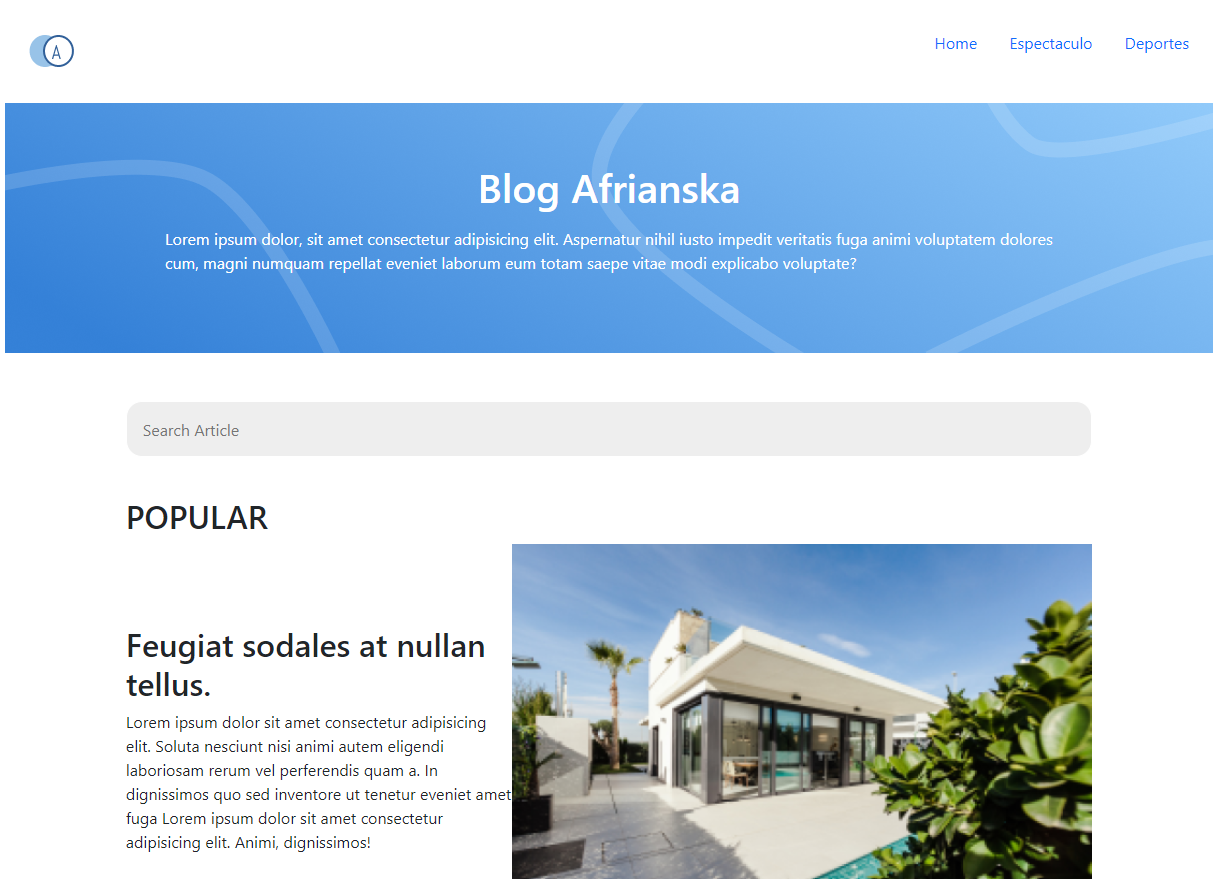 A
Home Espectaculo Deportes
Blog Afrianska
Lorem ipsum dolor, sit amet consectetur adipisicing elit. Aspernatur nihil iusto impedit veritatis fuga animi voluptatem dolores
cum, magni numquam repellat eveniet laborum eum totam saepe vitae modi explicabo voluptate?
Search Article
POPULAR
Feugiat sodales at nullan
tellus.
Lorem ipsum dolor sit amet consectetur adipisicing
elit. Soluta nesciunt nisi animi autem eligendi
laboriosam rerum vel perferendis quam a. In
dignissimos quo sed inventore ut tenetur eveniet amet
fuga Lorem ipsum dolor sit amet consectetur
adipisicing elit. Animi, dignissimos!